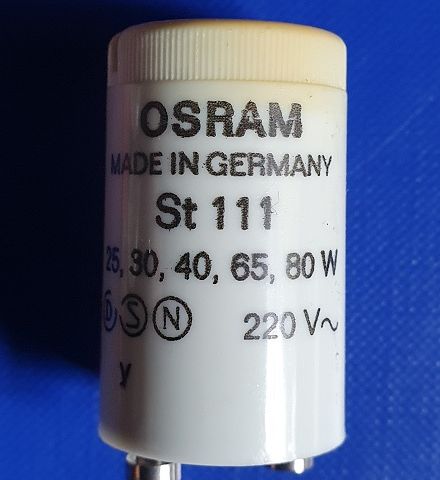 OSRAM
MADE IN GERMANY
St 111
25, 30, 40, 65, 80 W
D S N 220 V~
y